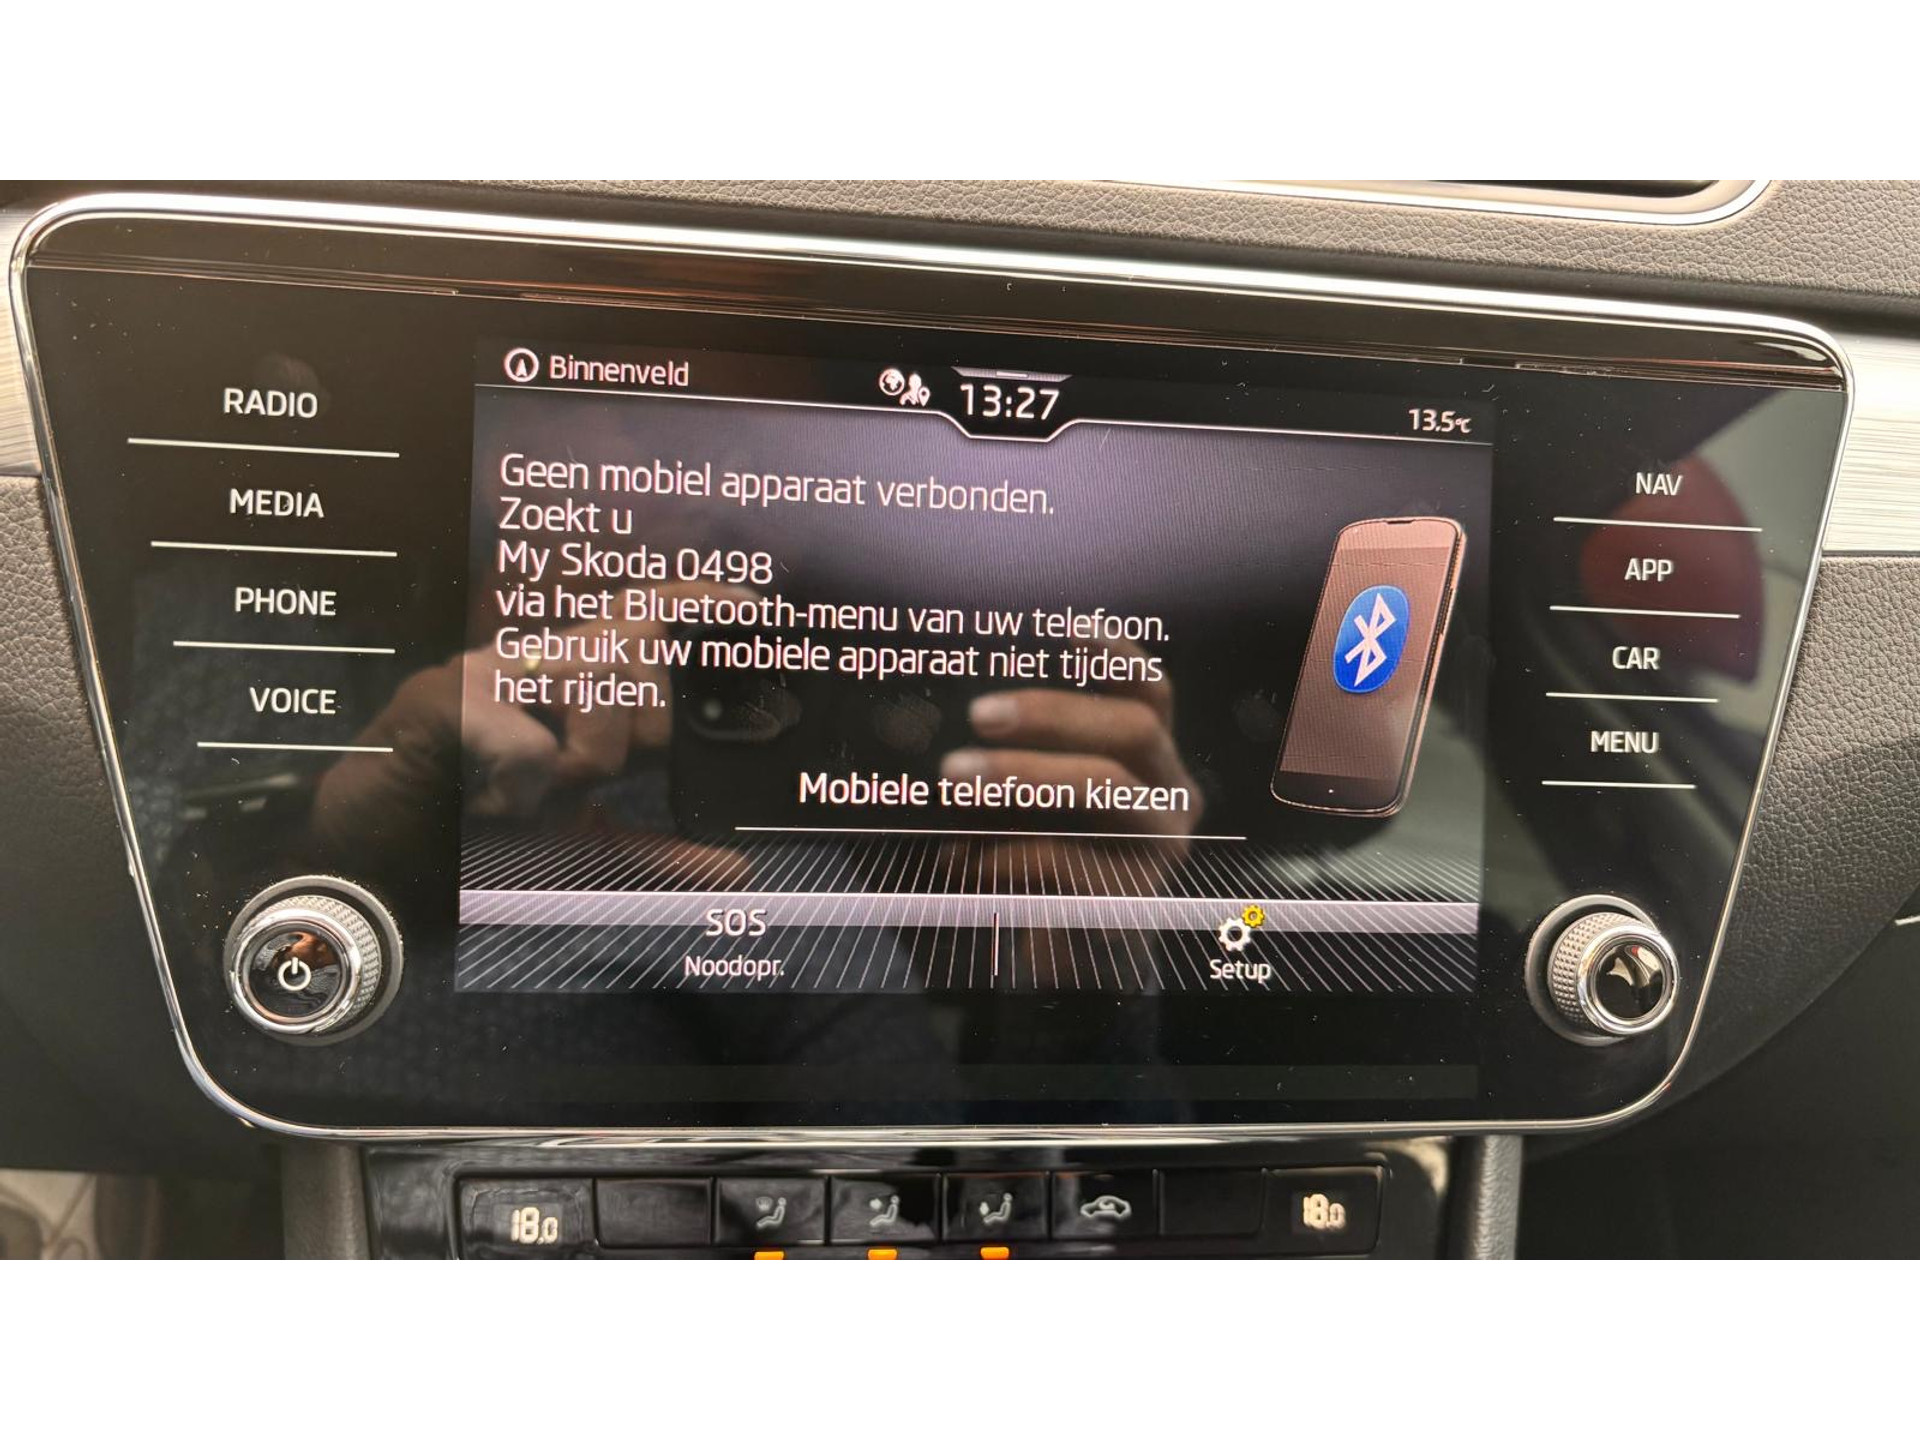 Binnenveld
13:27
13.5°C
RADIO
MEDIA
PHONE
VOICE
Geen mobiel apparaat verbonden.
Zoekt u
My Skoda 0498
via het Bluetooth-menu van uw telefoon.
Gebruik uw mobiele apparaat niet tijdens
het rijden.
Mobiele telefoon kiezen
SOS
Noodopr.
Setup
NAV
APP
CAR
MENU
18.0
18.0